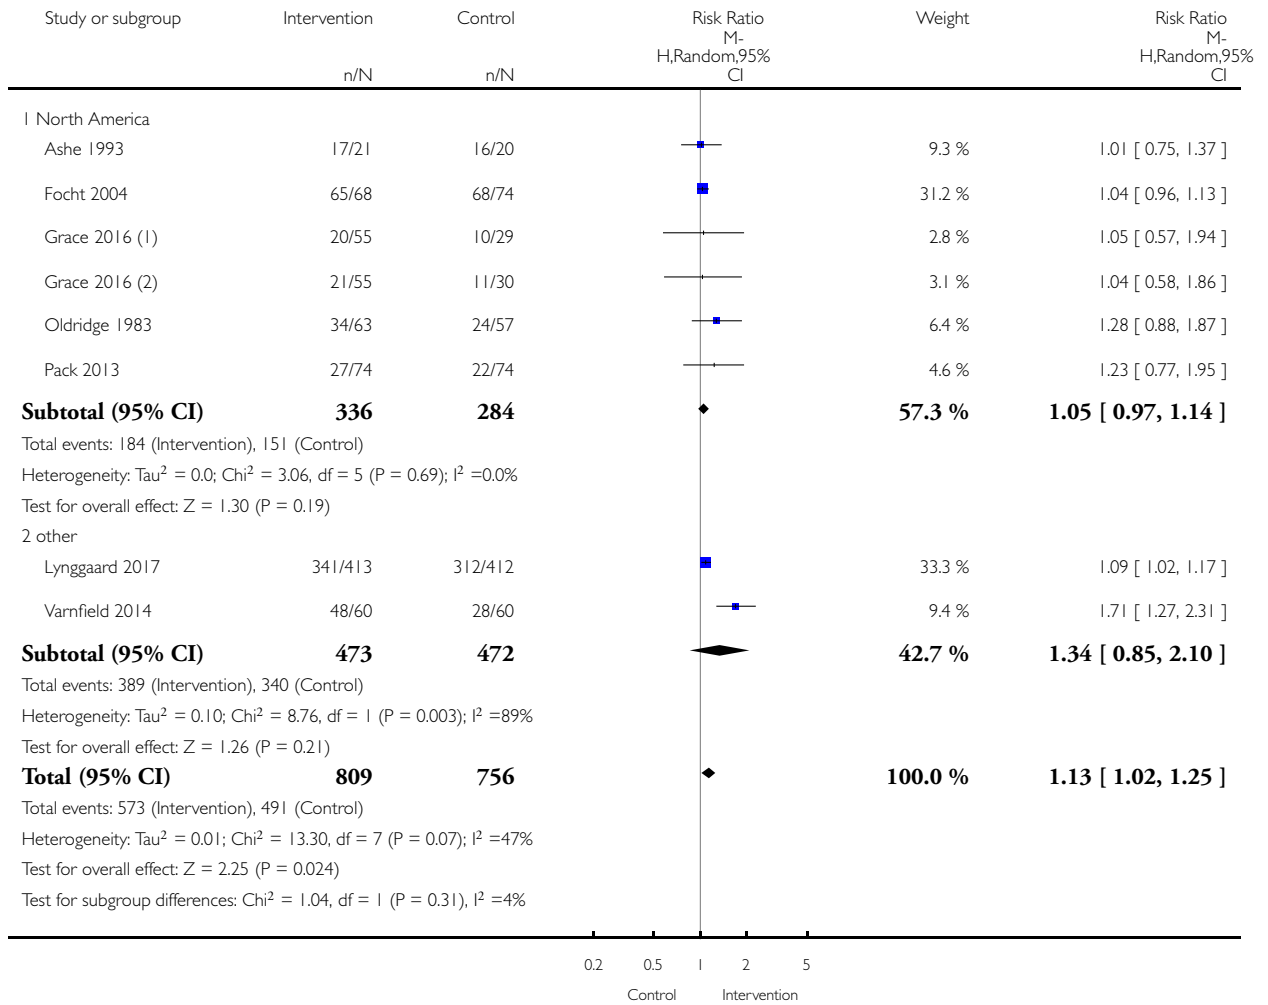 Study or subgroup Intervention Control Risk Ratio Weight Risk Ratio
M- M-
H,Random,95% H,Random,95%
n/N n/N CI CI
1 North America
Ashe 1993 17/21 16/20 9.3 % 1.01 [ 0.75, 1.37 ]
Focht 2004 65/68 68/74 31.2 % 1.04 [ 0.96, 1.13 ]
Grace 2016 (1) 20/55 10/29 2.8 % 1.05 [ 0.57, 1.94 ]
Grace 2016 (2) 21/55 11/30 3.1 % 1.04 [ 0.58, 1.86 ]
Oldridge 1983 34/63 24/57 6.4 % 1.28 [ 0.88, 1.87 ]
Pack 2013 27/74 22/74 4.6 % 1.23 [ 0.77, 1.95 ]
Subtotal (95% CI) 336 284 57.3 % 1.05 [ 0.97, 1.14 ]
Total events: 184 (Intervention), 151 (Control)
Heterogeneity: Tau² = 0.0; Chi² = 3.06, df = 5 (P = 0.69); I² =0.0%
Test for overall effect: Z = 1.30 (P = 0.19)
2 other
Lynggaard 2017 341/413 312/412 33.3 % 1.09 [ 1.02, 1.17 ]
Varnfield 2014 48/60 28/60 9.4 % 1.71 [ 1.27, 2.31 ]
Subtotal (95% CI) 473 472 42.7 % 1.34 [ 0.85, 2.10 ]
Total events: 389 (Intervention), 340 (Control)
Heterogeneity: Tau² = 0.10; Chi² = 8.76, df = 1 (P = 0.003); I² =89%
Test for overall effect: Z = 1.26 (P = 0.21)
Total (95% CI) 809 756 100.0 % 1.13 [ 1.02, 1.25 ]
Total events: 573 (Intervention), 491 (Control)
Heterogeneity: Tau² = 0.01; Chi² = 13.30, df = 7 (P = 0.07); I² =47%
Test for overall effect: Z = 2.25 (P = 0.024)
Test for subgroup differences: Chi² = 1.04, df = 1 (P = 0.31), I² =4%
0.2 0.5 1 2 5
Control Intervention